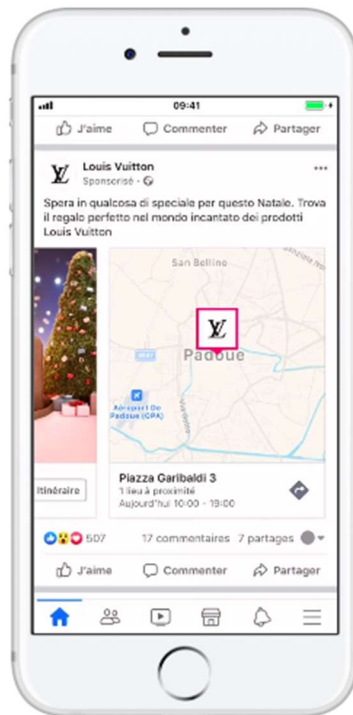 09:41
J'aime Commenter Partager
Louis Vuitton
Sponsorisé
Spera in qualcosa di speciale per questo Natale. Trova
il regalo perfetto nel mondo incantato dei prodotti
Louis Vuitton
San Bellino
LV
Padoue
Aéroport De
Padoue (QPA)
Itinéraire
Piazza Garibaldi 3
1 lieu à proximité
Aujourd'hui 10:00 - 19:00
507 17 commentaires 7 partages
J'aime Commenter Partager